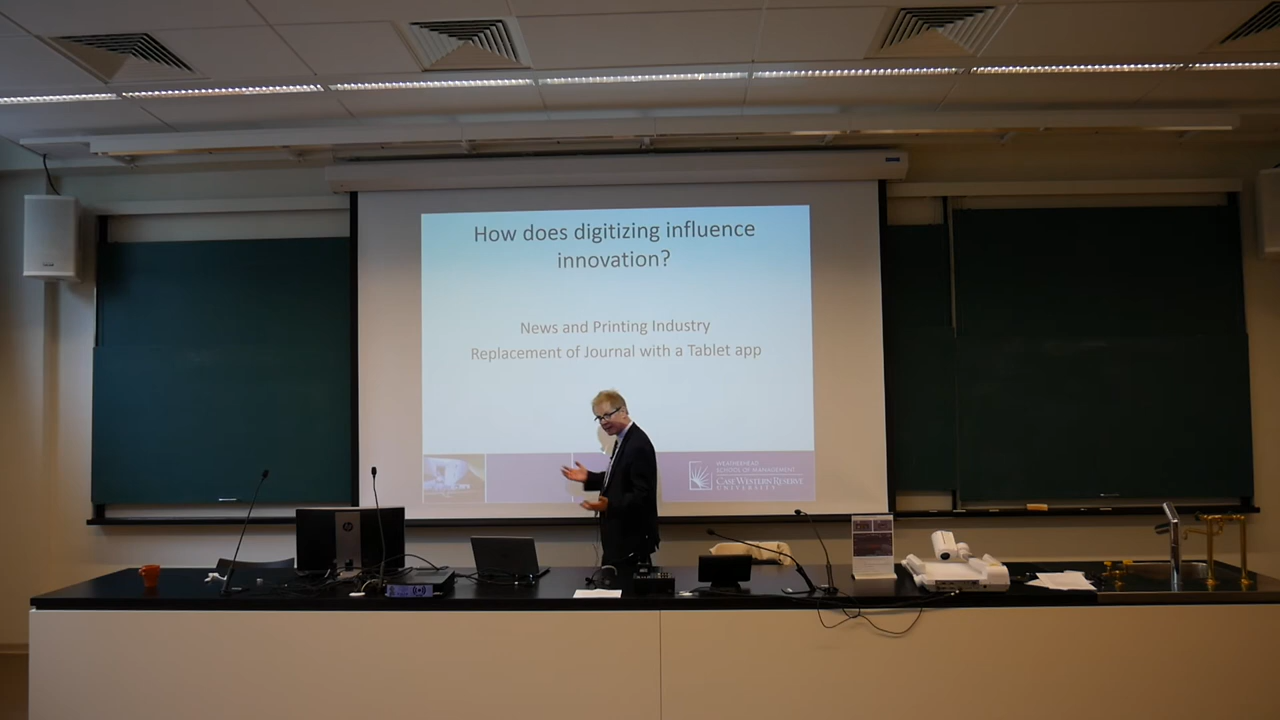 How does digitizing influence
innovation?
News and Printing Industry
Replacement of Journal with a Tablet app
WEATHERHEAD
SCHOOL OF MANAGEMENT
CASE WESTERN RESERVE
UNIVERSITY
hp